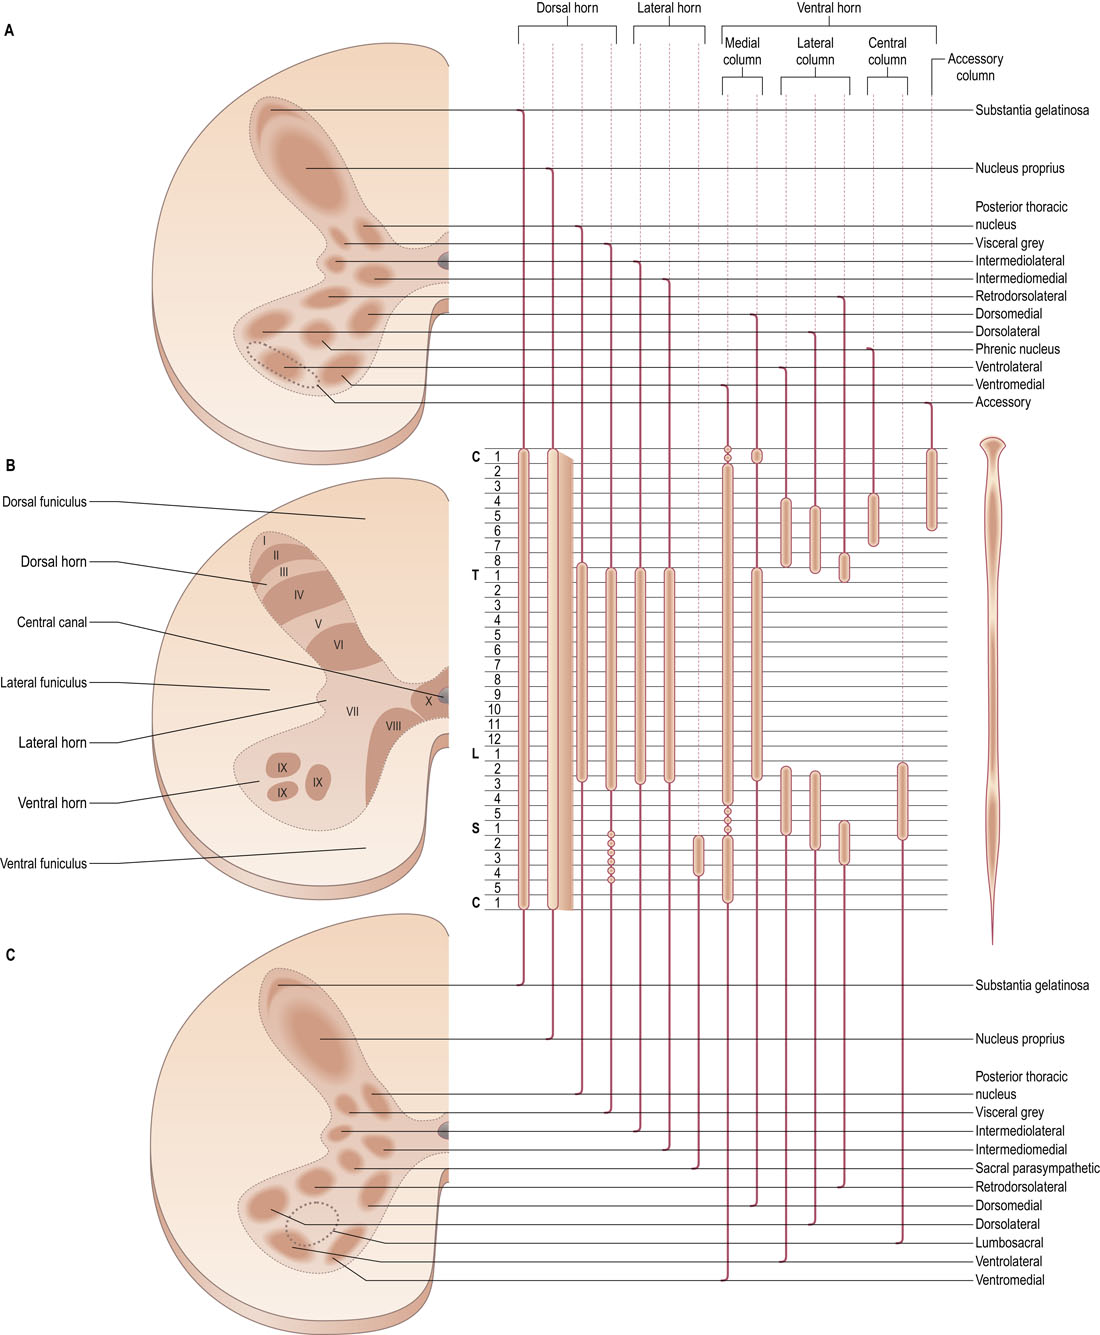 Dorsal horn
Lateral horn
Ventral horn
A
Medial
column
Lateral
column
Central
column
Accessory
column
Substantia gelatinosa
Nucleus proprius
Posterior thoracic
nucleus
Visceral grey
Intermediolateral
Intermediomedial
Retrodorsolateral
Dorsomedial
Dorsolateral
Phrenic nucleus
Ventrolateral
Ventromedial
Accessory
C 1
2
3
4
5
6
7
8
T 1
2
3
4
5
6
7
8
9
10
11
12
L 1
2
3
4
5
S 1
2
3
4
5
C 1
B
Dorsal funiculus
Dorsal horn
Central canal
Lateral funiculus
Lateral horn
Ventral horn
Ventral funiculus
I
II
III
IV
V
VI
VII
VIII
X
IX
IX
IX
C
Substantia gelatinosa
Nucleus proprius
Posterior thoracic
nucleus
Visceral grey
Intermediolateral
Intermediomedial
Sacral parasympathetic
Retrodorsolateral
Dorsomedial
Dorsolateral
Lumbosacral
Ventrolateral
Ventromedial